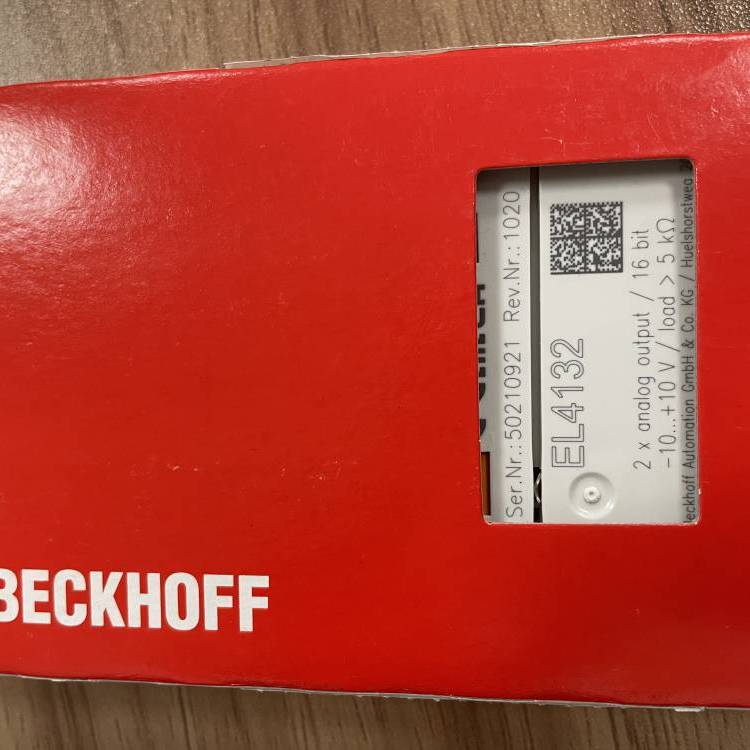 BECKHOFF
Ser.Nr.: 50210921 Rev.Nr.: 1020
EL4132
2 x analog output / 16 bit
-10...+10 V / load > 5 kΩ
eckhoff Automation GmbH & Co. KG / Huelshorstweg